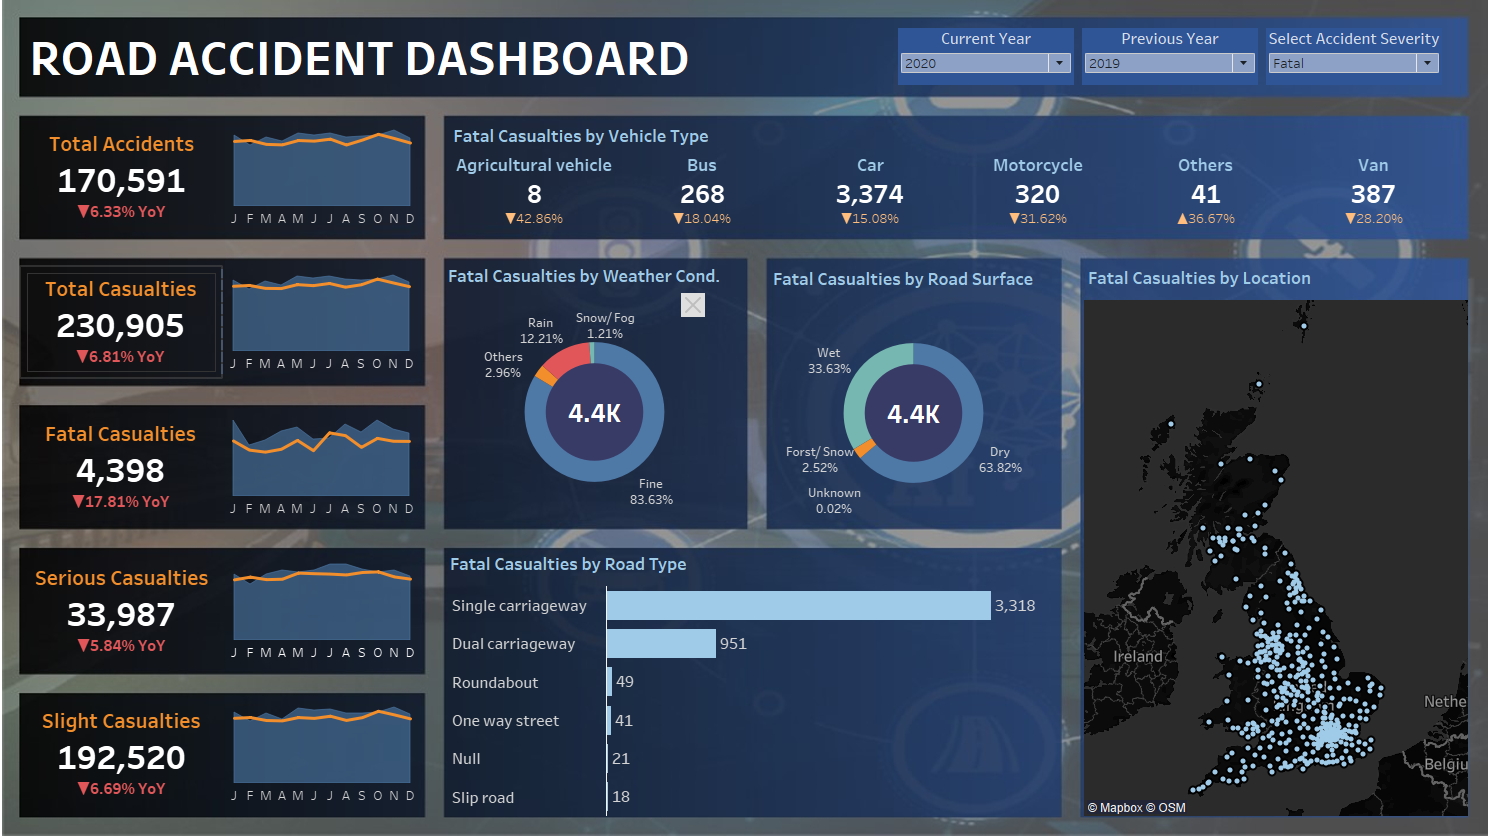 ROAD ACCIDENT DASHBOARD
Current Year
2020
Previous Year
2019
Select Accident Severity
Fatal
Total Accidents
170,591
▼6.33% YoY
J F M A M J J A S O N D
Total Casualties
230,905
▼6.81% YoY
J F M A M J J A S O N D
Fatal Casualties
4,398
▼17.81% YoY
J F M A M J J A S O N D
Serious Casualties
33,987
▼5.84% YoY
J F M A M J J A S O N D
Slight Casualties
192,520
▼6.69% YoY
J F M A M J J A S O N D
Fatal Casualties by Vehicle Type
Agricultural vehicle
8
▼42.86%
Bus
268
▼18.04%
Car
3,374
▼15.08%
Motorcycle
320
▼31.62%
Others
41
▲36.67%
Van
387
▼28.20%
Fatal Casualties by Weather Cond.
Snow/ Fog
1.21%
Rain
12.21%
Others
2.96%
4.4K
Fine
83.63%
Fatal Casualties by Road Surface
Wet
33.63%
4.4K
Forst/ Snow
2.52%
Dry
63.82%
Unknown
0.02%
Fatal Casualties by Road Type
Single carriageway 3,318
Dual carriageway 951
Roundabout 49
One way street 41
Null 21
Slip road 18
Fatal Casualties by Location
Ireland
Nethe
Belgiu
© Mapbox © OSM